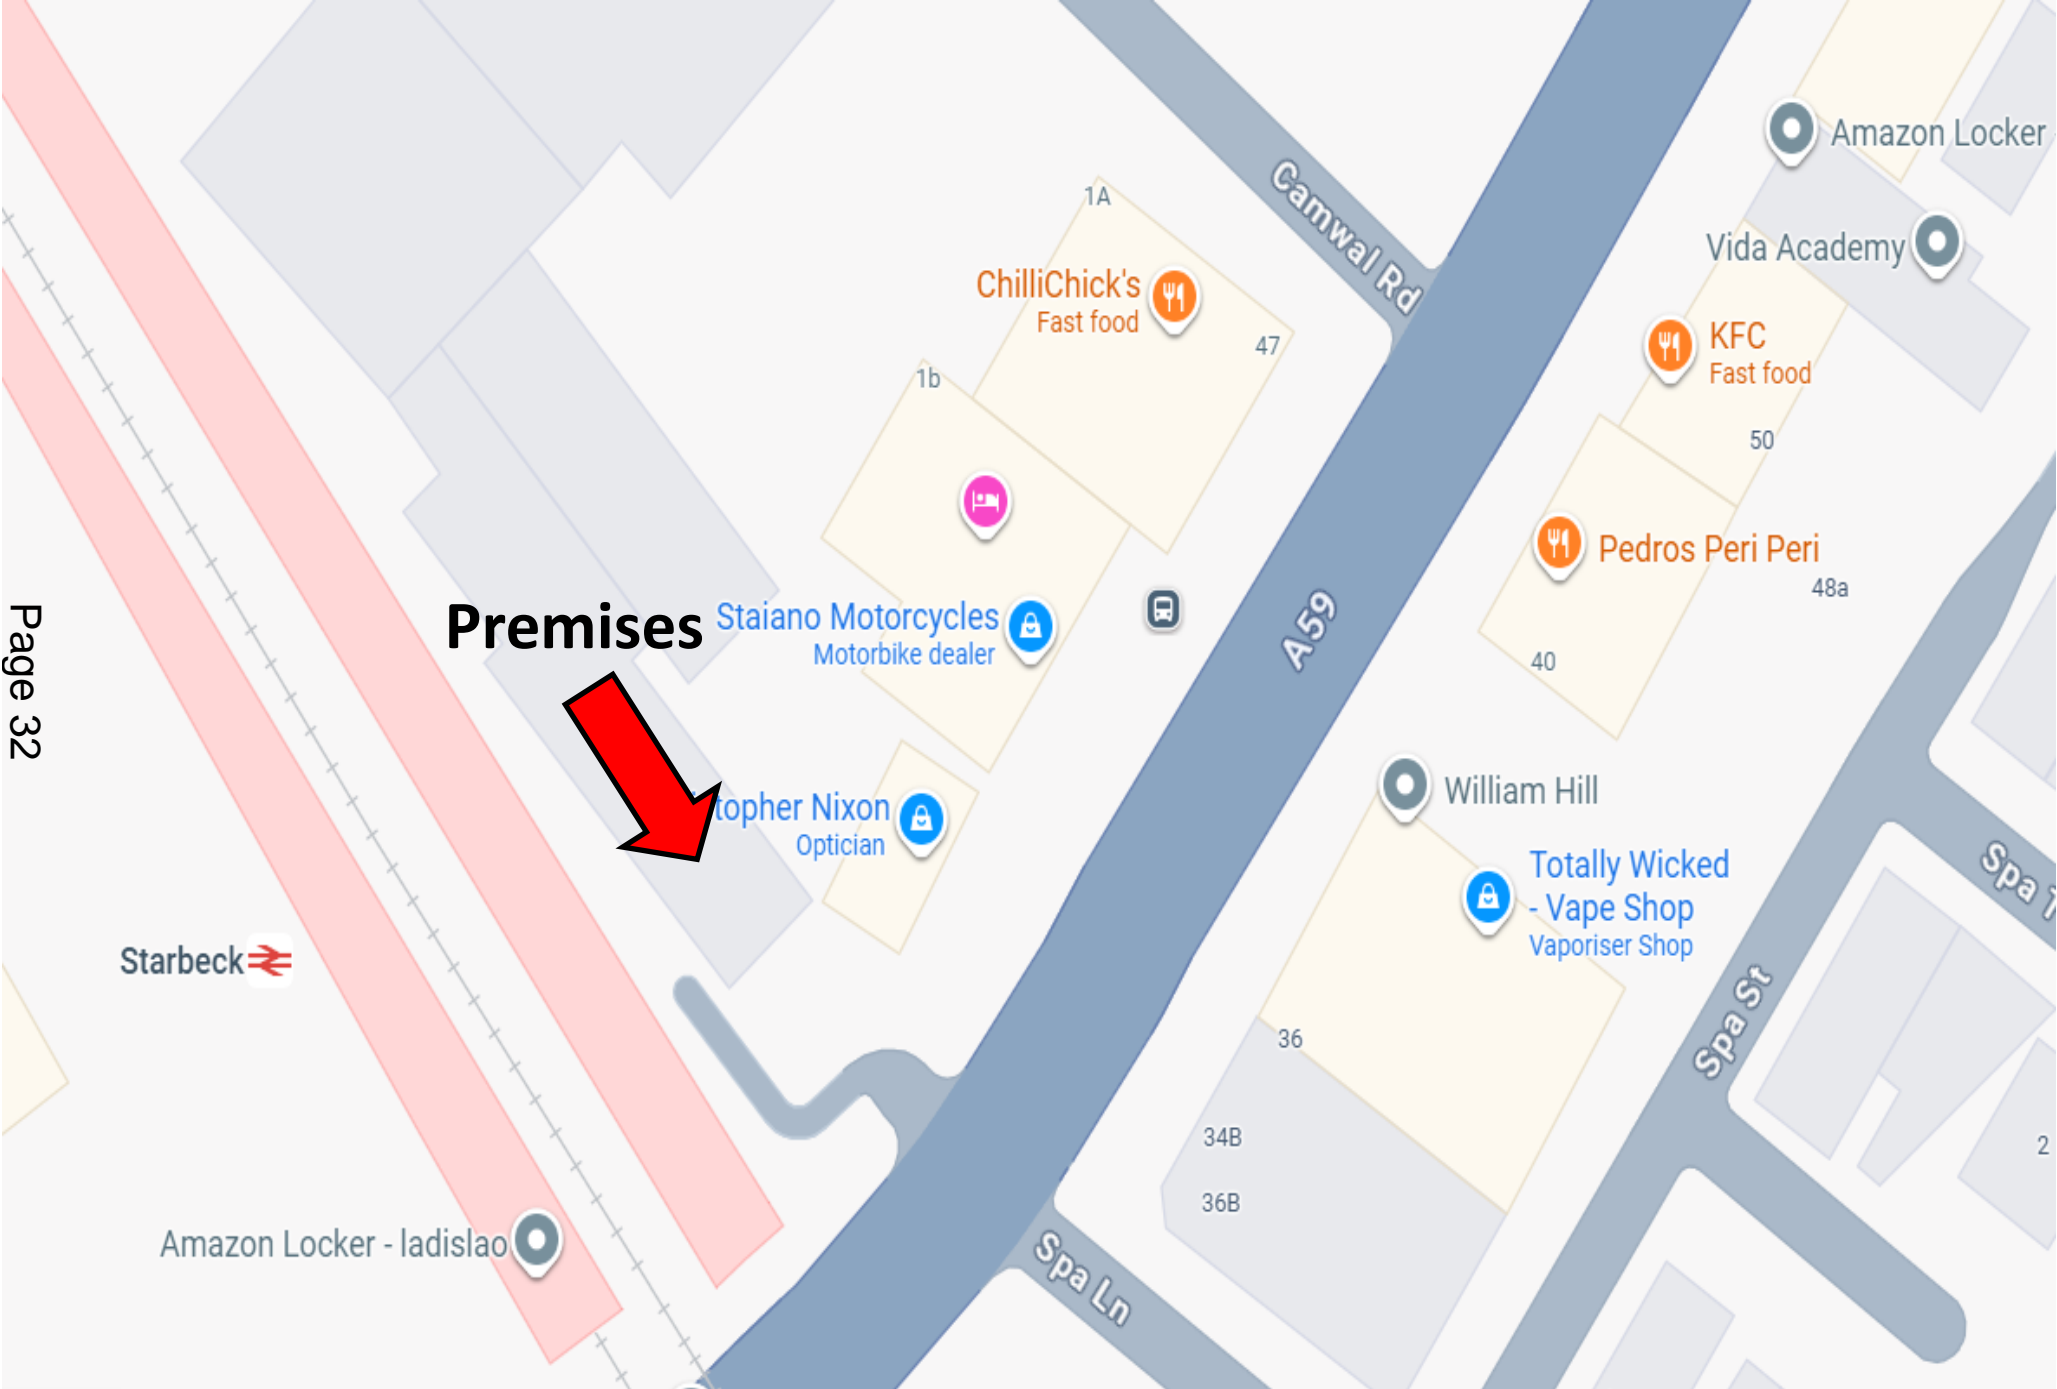 Amazon Locker
Camwal Rd
1A
Vida Academy
ChilliChick's
Fast food
47
KFC
Fast food
1b
50
Pedros Peri Peri
48a
A59
Page 32
Premises
Staiano Motorcycles
Motorbike dealer
40
William Hill
topher Nixon
Optician
Totally Wicked
- Vape Shop
Vaporiser Shop
Spa T
Starbeck
Spa St
36
34B
2
36B
Amazon Locker - ladislao
Spa Ln